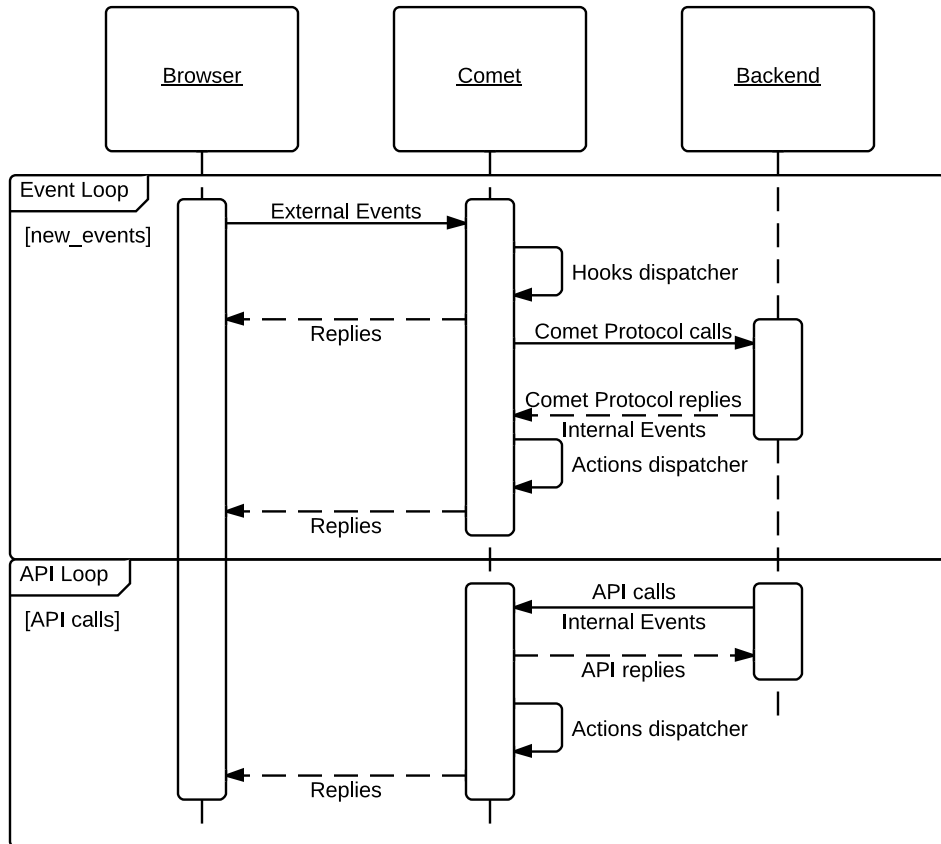 Browser
Comet
Backend
Event Loop
[new_events]
External Events
Hooks dispatcher
Replies
Comet Protocol calls
Comet Protocol replies
Internal Events
Actions dispatcher
Replies
API Loop
[API calls]
API calls
Internal Events
API replies
Actions dispatcher
Replies